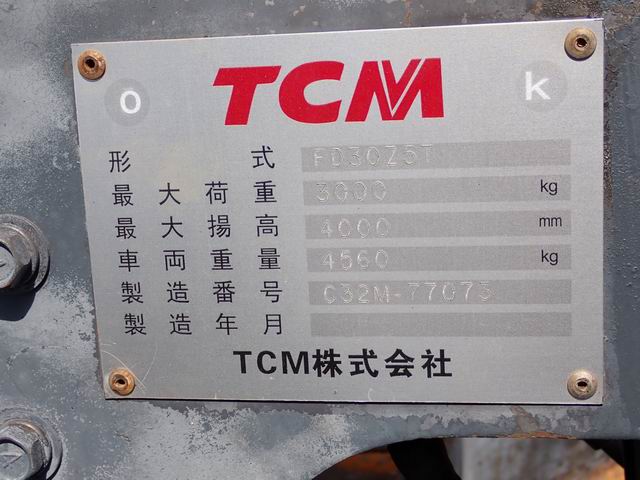 o TCM k
形式 FD30Z5T
最大荷重 3000 kg
最大揚高 4000 mm
車両重量 4560 kg
製造番号 C32M-77073
製造年月
TCM株式会社